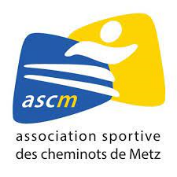 ascm
association sportive
des cheminots de Metz